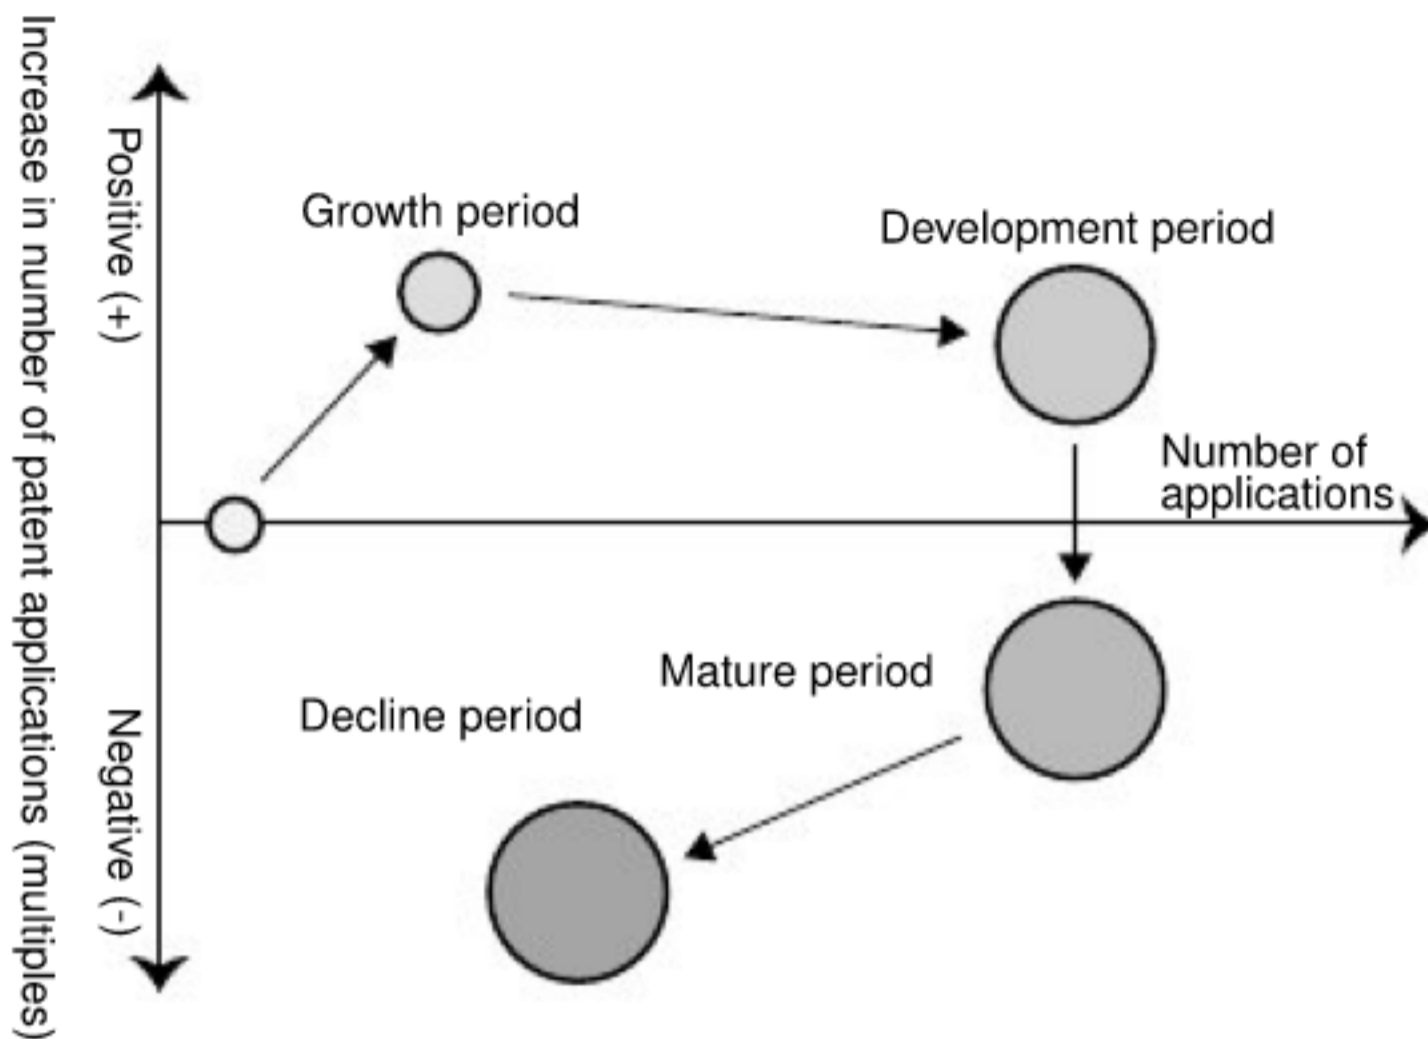 Increase in number of patent applications (multiples)
Positive (+)
Growth period
Development period
Number of
applications
Mature period
Decline period
Negative (-)